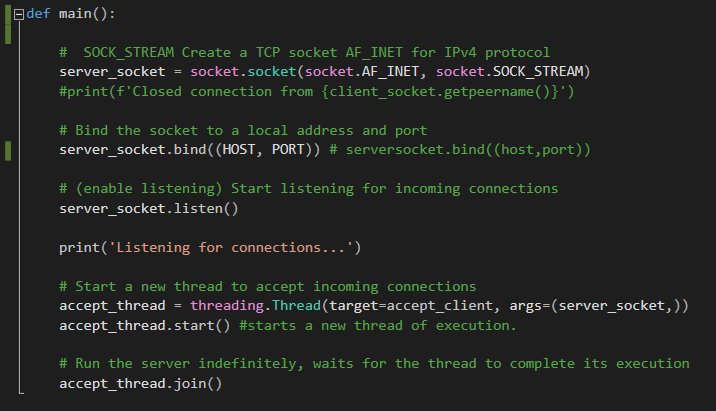 def main():
#  SOCK_STREAM Create a TCP socket AF_INET for IPv4 protocol
server_socket = socket.socket(socket.AF_INET, socket.SOCK_STREAM)
#print(f'Closed connection from {client_socket.getpeername()}')
# Bind the socket to a local address and port
server_socket.bind((HOST, PORT)) # serversocket.bind((host,port))
# (enable listening) Start listening for incoming connections
server_socket.listen()
print('Listening for connections...')
# Start a new thread to accept incoming connections
accept_thread = threading.Thread(target=accept_client, args=(server_socket,))
accept_thread.start() #starts a new thread of execution.
# Run the server indefinitely, waits for the thread to complete its execution
accept_thread.join()